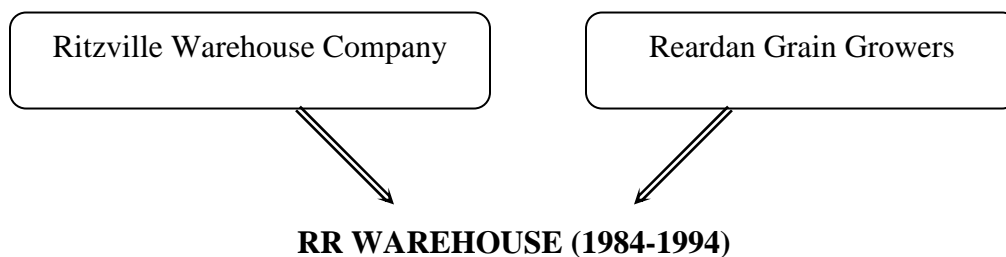 Ritzville Warehouse Company
Reardan Grain Growers
RR WAREHOUSE (1984-1994)